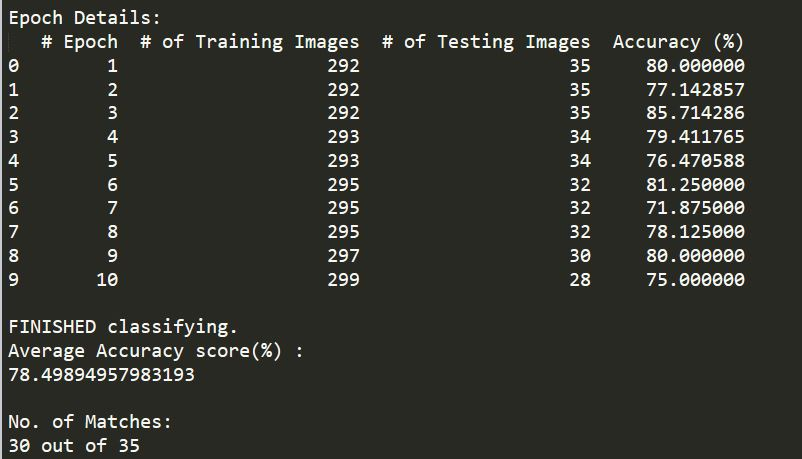 Epoch Details:
# Epoch # of Training Images # of Testing Images Accuracy (%)
0 1 292 35 80.000000
1 2 292 35 77.142857
2 3 292 35 85.714286
3 4 293 34 79.411765
4 5 293 34 76.470588
5 6 295 32 81.250000
6 7 295 32 71.875000
7 8 295 32 78.125000
8 9 297 30 80.000000
9 10 299 28 75.000000
FINISHED classifying.
Average Accuracy score(%) :
78.49894957983193
No. of Matches:
30 out of 35